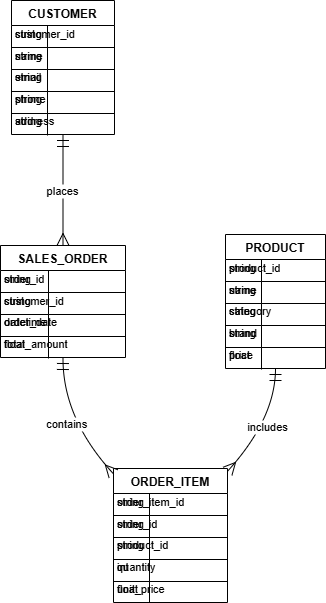 CUSTOMER
string customer_id
string name
string email
string phone
string address
places
SALES_ORDER
string order_id
string customer_id
datetime order_date
float total_amount
PRODUCT
string product_id
string name
string category
string brand
float price
contains
includes
ORDER_ITEM
string order_item_id
string order_id
string product_id
int quantity
float unit_price